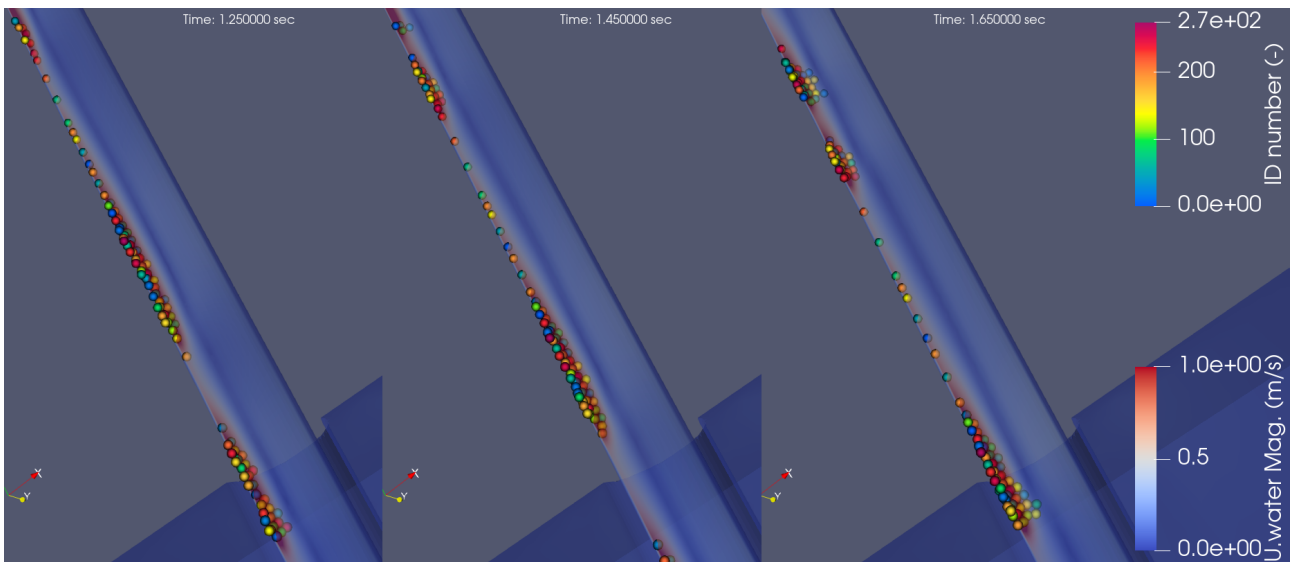 Time: 1.250000 sec
Time: 1.450000 sec
Time: 1.650000 sec
2.7e+02
200
100
0.0e+00
ID number (-)
1.0e+00
0.5
0.0e+00
U.water Mag. (m/s)
X
Y
X
Y
X
Y